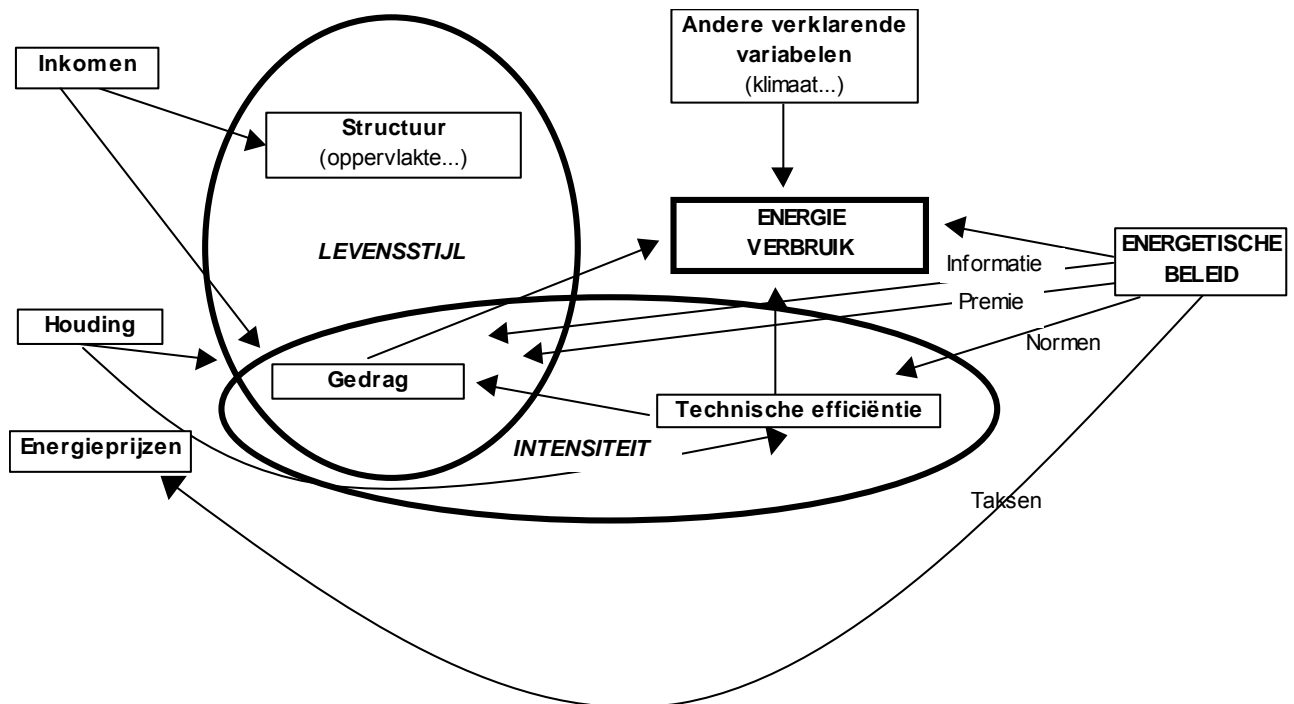 Andere verklarende
variabelen
(klimaat...)
Inkomen
Structuur
(oppervlakte...)
LEVENSSTIJL
ENERGIE
VERBRUIK
ENERGETISCHE
BELEID
Informatie
Premie
Normen
Houding
Gedrag
Technische efficiëntie
Energieprijzen
INTENSITEIT
Taksen